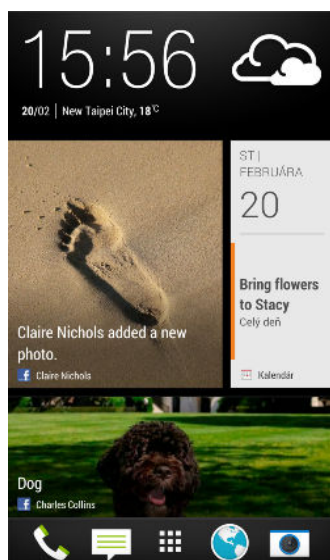 15:56
20/02 | New Taipei City, 18°C
ST |
FEBRUÁRA
20
Bring flowers
to Stacy
Celý deň
Kalendár
Claire Nichols added a new
photo.
Claire Nichols
Dog
Charles Collins